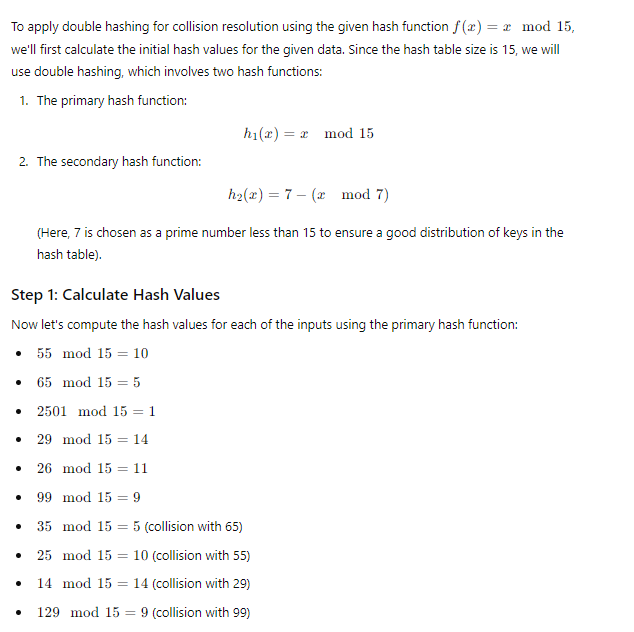 To apply double hashing for collision resolution using the given hash function f(x) = x mod 15,
we'll first calculate the initial hash values for the given data. Since the hash table size is 15, we will
use double hashing, which involves two hash functions:
1. The primary hash function:
h₁(x) = x mod 15
2. The secondary hash function:
h₂(x) = 7 − (x mod 7)
(Here, 7 is chosen as a prime number less than 15 to ensure a good distribution of keys in the
hash table).
Step 1: Calculate Hash Values
Now let's compute the hash values for each of the inputs using the primary hash function:
• 55 mod 15 = 10
• 65 mod 15 = 5
• 2501 mod 15 = 1
• 29 mod 15 = 14
• 26 mod 15 = 11
• 99 mod 15 = 9
• 35 mod 15 = 5 (collision with 65)
• 25 mod 15 = 10 (collision with 55)
• 14 mod 15 = 14 (collision with 29)
• 129 mod 15 = 9 (collision with 99)